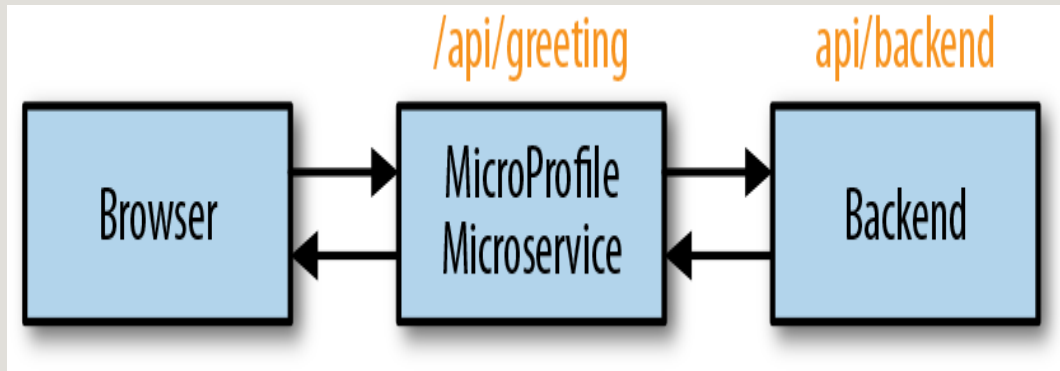 /api/greeting
api/backend
Browser
MicroProfile
Microservice
Backend